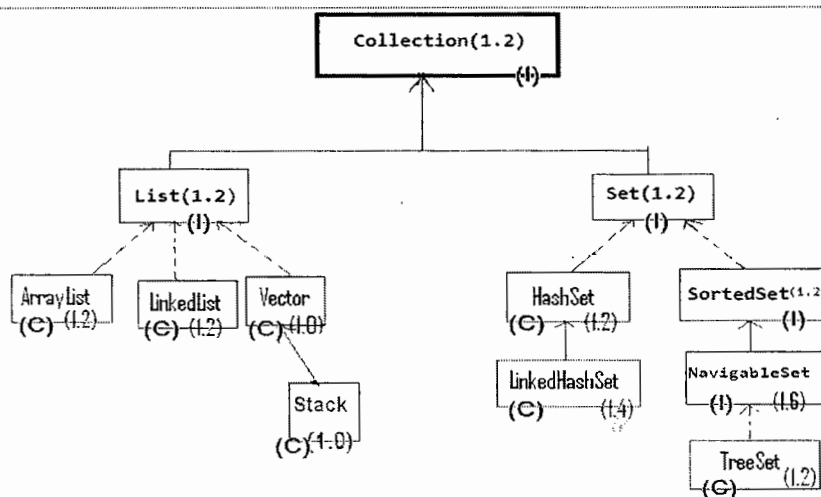 Collection(1.2)
(I)
List(1.2)
(I)
Set(1.2)
(I)
ArrayList
(C) (1.2)
LinkedList
(C) (1.2)
Vector
(C) (1.0)
HashSet
(C) (1.2)
SortedSet(1.2
(I)
Stack
(C) (1.0)
LinkedHashSet
(C) (1.4)
NavigableSet
(I) (1.6)
TreeSet
(C) (1.2)